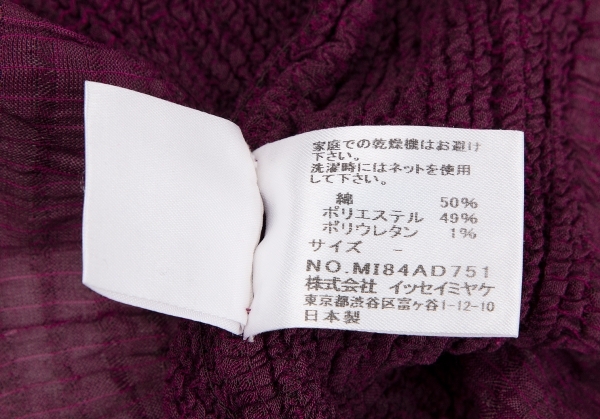 家庭での乾燥機はお避け
下さい。
洗濯時にはネットを使用
して下さい。
綿 50%
ポリエステル 49%
ポリウレタン 1%
サイズ -
NO.MI84AD751
株式会社 イッセイミヤケ
東京都渋谷区富ヶ谷1-12-10
日本製